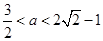 3/2 < a < 2√2 − 1